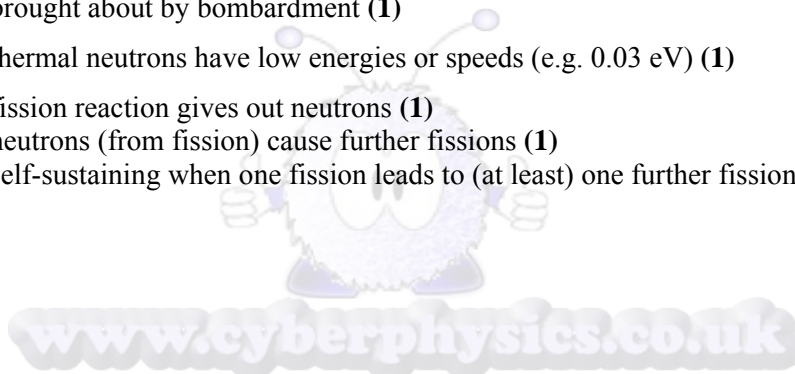 brought about by bombardment (1)
thermal neutrons have low energies or speeds (e.g. 0.03 eV) (1)
fission reaction gives out neutrons (1)
neutrons (from fission) cause further fissions (1)
self-sustaining when one fission leads to (at least) one further fission
www.cyberphysics.co.uk